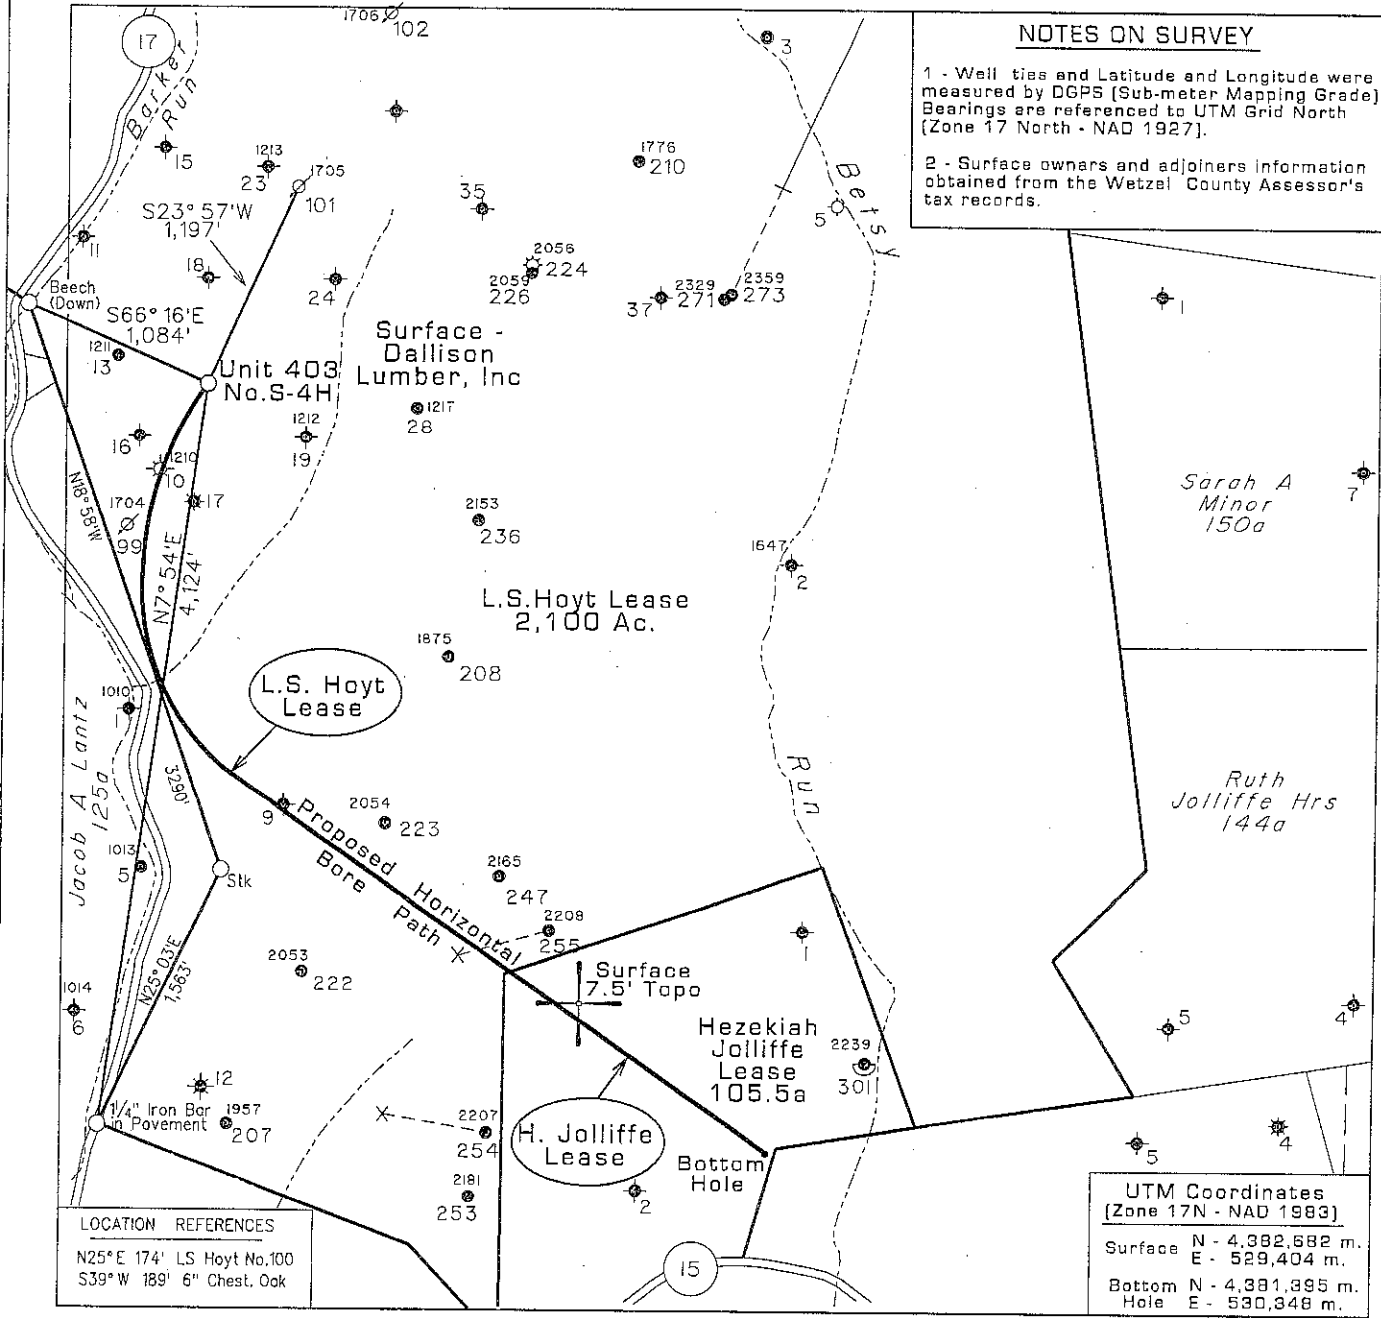 1706
102
17
Barker
Run
3
NOTES ON SURVEY
1 - Well ties and Latitude and Longitude were
measured by DGPS (Sub-meter Mapping Grade)
Bearings are referenced to UTM Grid North
(Zone 17 North - NAD 1927).
2 - Surface owners and adjoiners information
obtained from the Wetzel County Assessor's
tax records.
15
1213
23
1705
101
1776
210
S23° 57'W
1,197'
35
Betsy
5
11
18
24
2056
224
2059
226
37
2329
271
2359
273
1
Beech
(Down)
S66° 16'E
1,084'
1211
13
Surface -
Dallison
Lumber, Inc
Unit 403
No.S-4H
1217
28
1212
19
16
1210
10
17
1704
99
N18° 58'W
N7° 54'E
4,124'
2153
236
1647
2
Sarah A
Minor
150a
7
L.S.Hoyt Lease
2,100 Ac.
1875
208
L.S. Hoyt
Lease
1010
1
Jacob A Lantz
125a
3290'
Run
Ruth
Jolliffe Hrs
144a
9
2054
223
Proposed Horizontal
Bore Path
1013
5
Stk
2165
247
2208
255
1
N25° 03'E
1,563'
2053
222
1014
6
Surface
7.5' Topo
Hezekiah
Jolliffe
Lease
105.5a
2239
301
5
4
12
1/4" Iron Bar
in Pavement
1957
207
2207
254
H. Jolliffe
Lease
Bottom
Hole
5
4
2181
253
2
15
LOCATION REFERENCES
N25° E 174' LS Hoyt No.100
S39° W 189' 6" Chest. Oak
UTM Coordinates
(Zone 17N - NAD 1983)
Surface N - 4,382,682 m.
E - 529,404 m.
Bottom N - 4,381,395 m.
Hole E - 530,348 m.